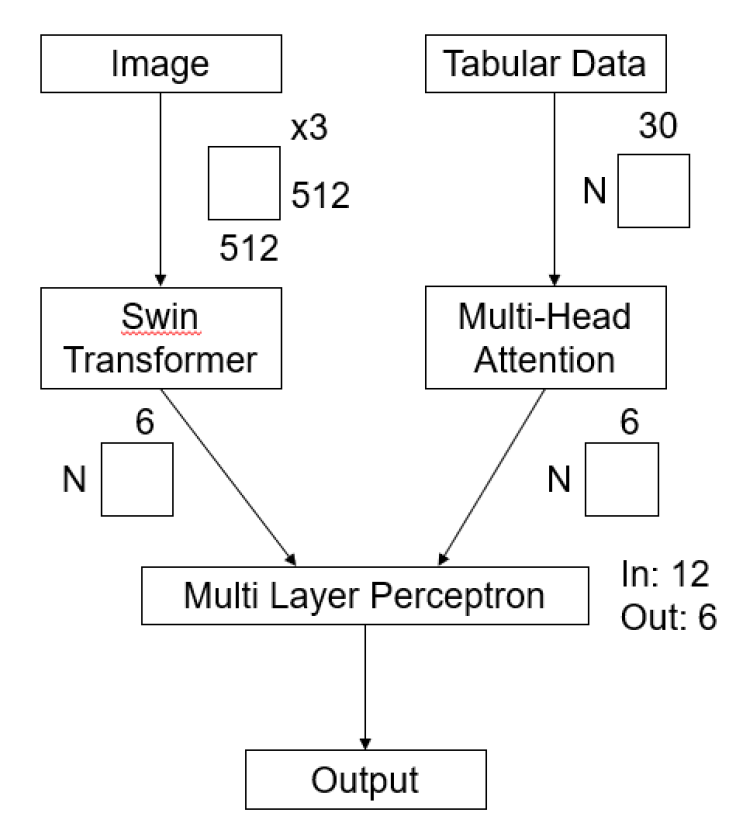 Image
Tabular Data
x3
512
512
30
N
Swin
Transformer
Multi-Head
Attention
6
N
6
N
Multi Layer Perceptron
In: 12
Out: 6
Output